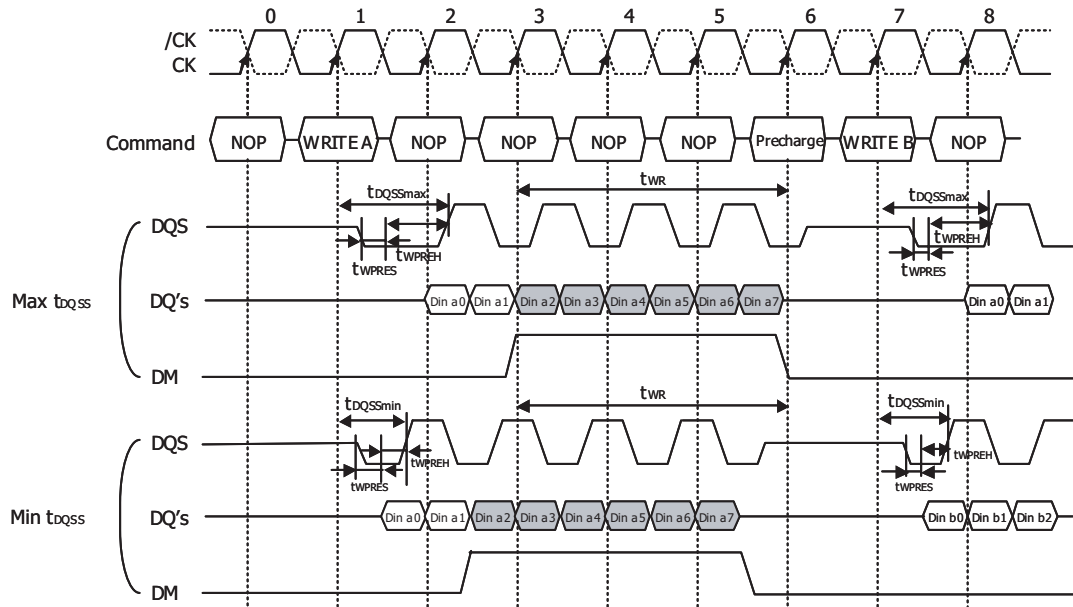 0 1 2 3 4 5 6 7 8
/CK
CK
Command NOP WRITE A NOP NOP NOP NOP Precharge WRITE B NOP
tDQSSmax tWR tDQSSmax
DQS
tWPREH tWPREH
tWPRES tWPRES
Max tDQSS
DQ's Din a0 Din a1 Din a2 Din a3 Din a4 Din a5 Din a6 Din a7 Din a0 Din a1
DM
tDQSSmin tWR tDQSSmin
DQS
tWPREH tWPREH
tWPRES tWPRES
Min tDQSS
DQ's Din a0 Din a1 Din a2 Din a3 Din a4 Din a5 Din a6 Din a7 Din b0 Din b1 Din b2
DM